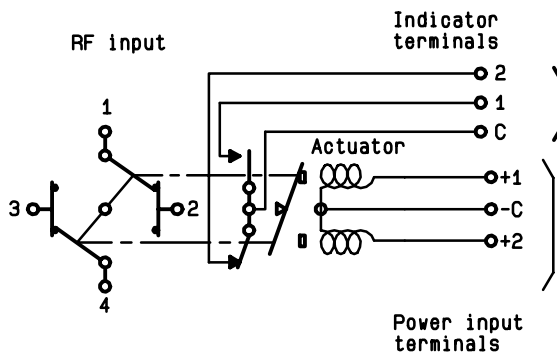 Indicator
terminals
RF input
2
1
1
C
Actuator
+1
3
2
-C
+2
4
Power input
terminals